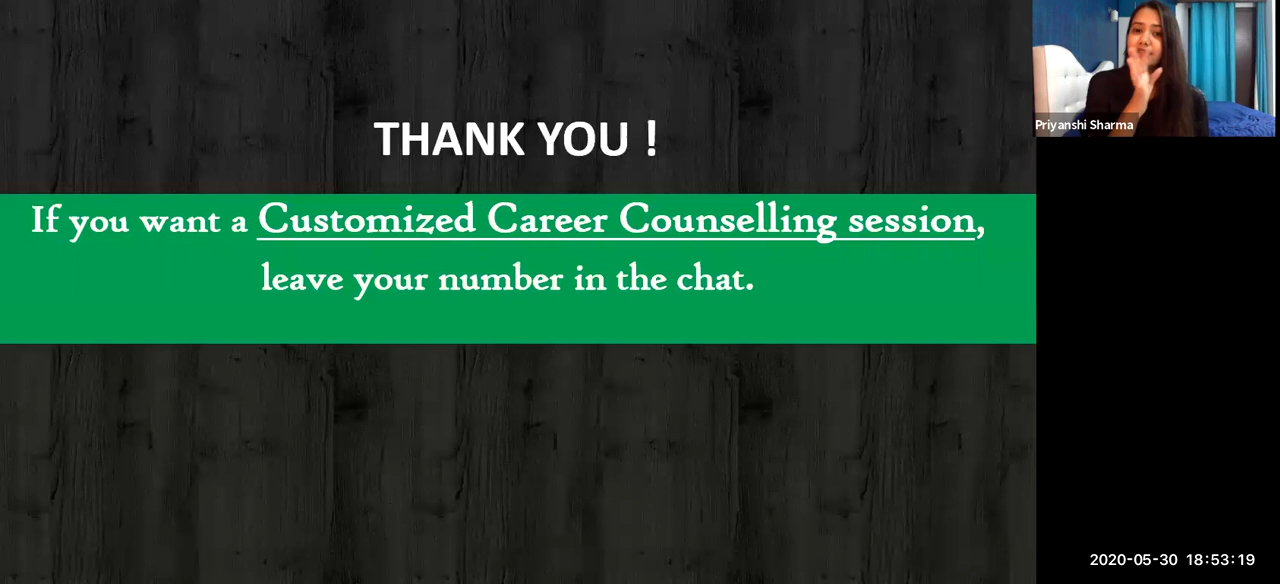 THANK YOU !
If you want a Customized Career Counselling session,
leave your number in the chat.
Priyanshi Sharma
2020-05-30 18:53:19